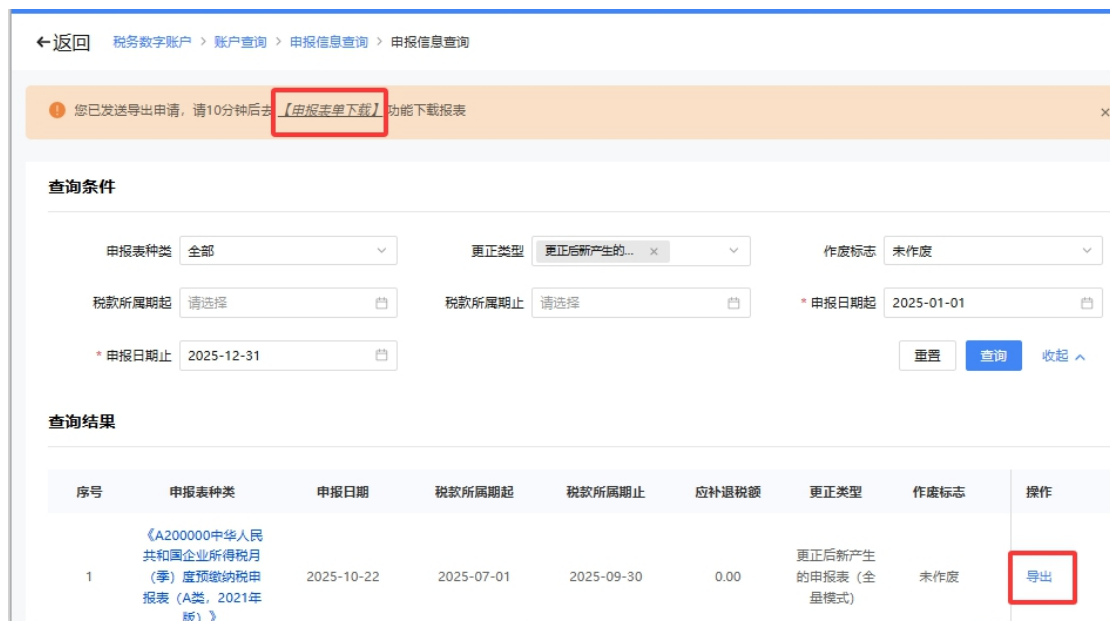 ←返回 税务数字账户 > 账户查询 > 申报信息查询 > 申报信息查询
您已发送导出申请，请10分钟后去【申报表单下载】功能下载报表 ×
查询条件
申报表种类 全部 更正类型 更正后新产生的... × 作废标志 未作废
税款所属期起 请选择 税款所属期止 请选择 * 申报日期起 2025-01-01
* 申报日期止 2025-12-31 重置 查询 收起
查询结果
序号 申报表种类 申报日期 税款所属期起 税款所属期止 应补退税额 更正类型 作废标志 操作
《A200000中华人民
共和国企业所得税月
（季）度预缴纳税申
报表（A类，2021年
版）》
1 2025-10-22 2025-07-01 2025-09-30 0.00
更正后新产生
的申报表（全
量模式）
未作废 导出